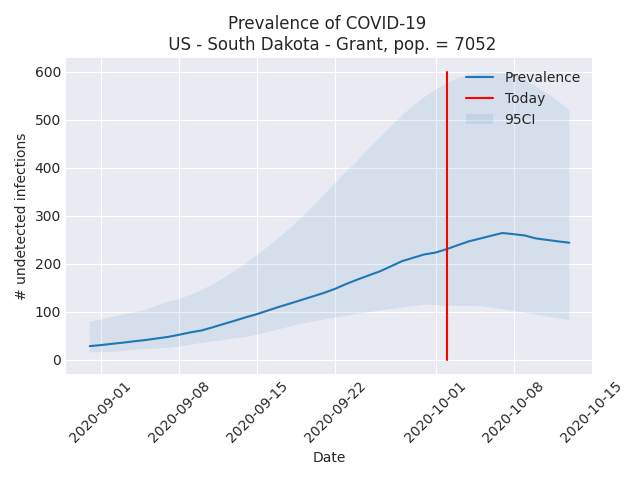 Prevalence of COVID-19
US - South Dakota - Grant, pop. = 7052
# undetected infections
600
500
400
300
200
100
0
Prevalence
Today
95CI
2020-09-01
2020-09-08
2020-09-15
2020-09-22
2020-10-01
2020-10-08
2020-10-15
Date